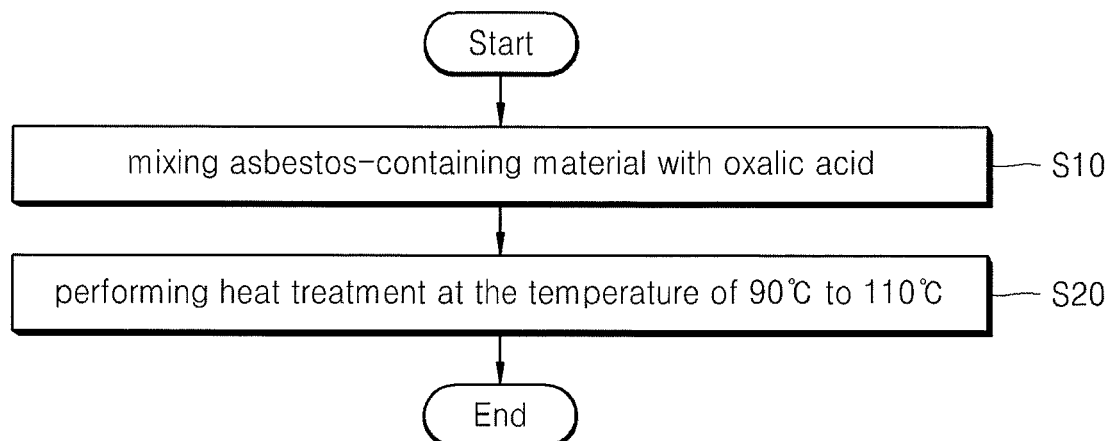 Start
mixing asbestos-containing material with oxalic acid
S10
performing heat treatment at the temperature of 90℃ to 110℃
S20
End